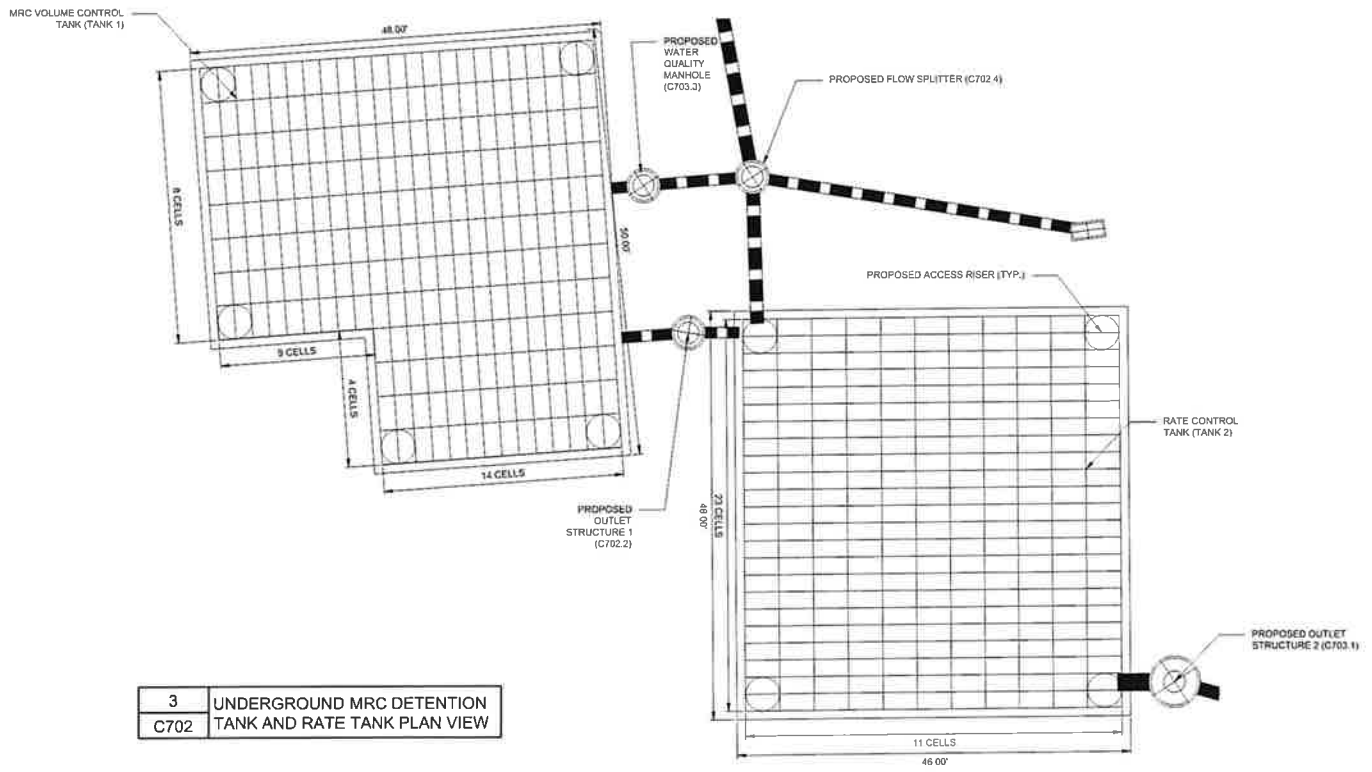 MRC VOLUME CONTROL
TANK (TANK 1)
48.00'
PROPOSED
WATER
QUALITY
MANHOLE
(C703.3)
PROPOSED FLOW SPLITTER (C702.4)
8 CELLS
50.00'
PROPOSED ACCESS RISER (TYP.)
9 CELLS
4 CELLS
14 CELLS
RATE CONTROL
TANK (TANK 2)
PROPOSED
OUTLET
STRUCTURE 1
(C702.2)
23 CELLS
48.00'
PROPOSED OUTLET
STRUCTURE 2 (C703.1)
3
C702
UNDERGROUND MRC DETENTION
TANK AND RATE TANK PLAN VIEW
11 CELLS
46.00'